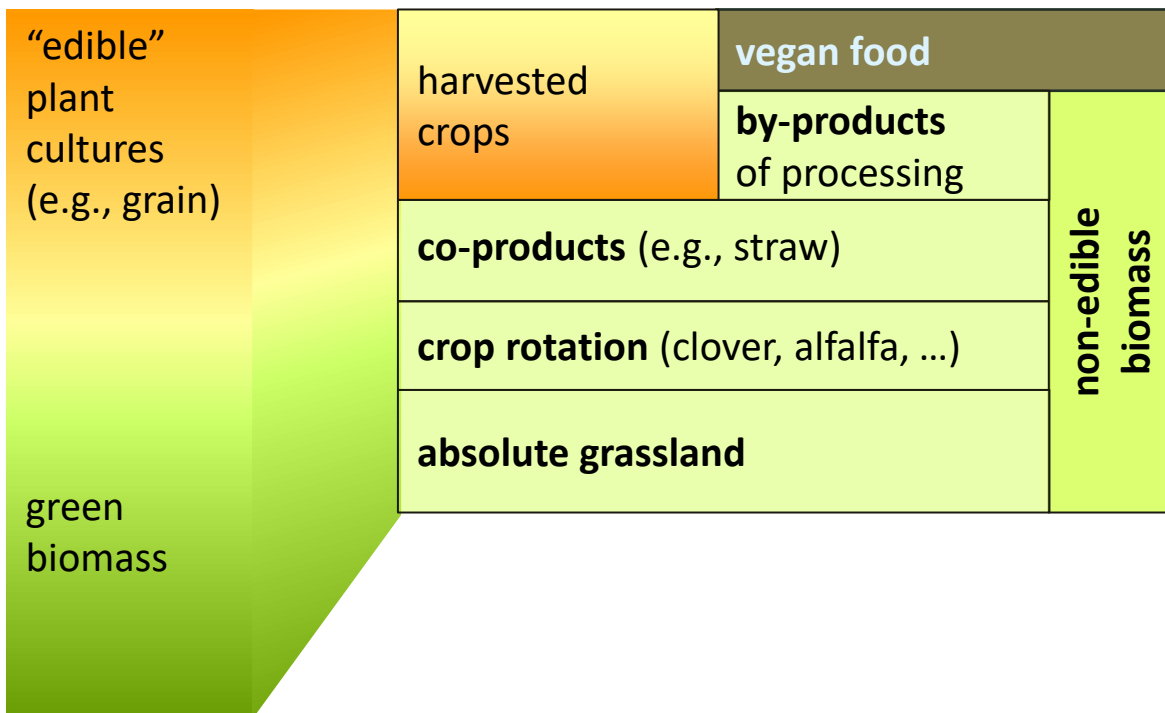 “edible”
plant
cultures
(e.g., grain)
green
biomass
harvested
crops
vegan food
by-products
of processing
co-products (e.g., straw)
crop rotation (clover, alfalfa, …)
absolute grassland
non-edible
biomass